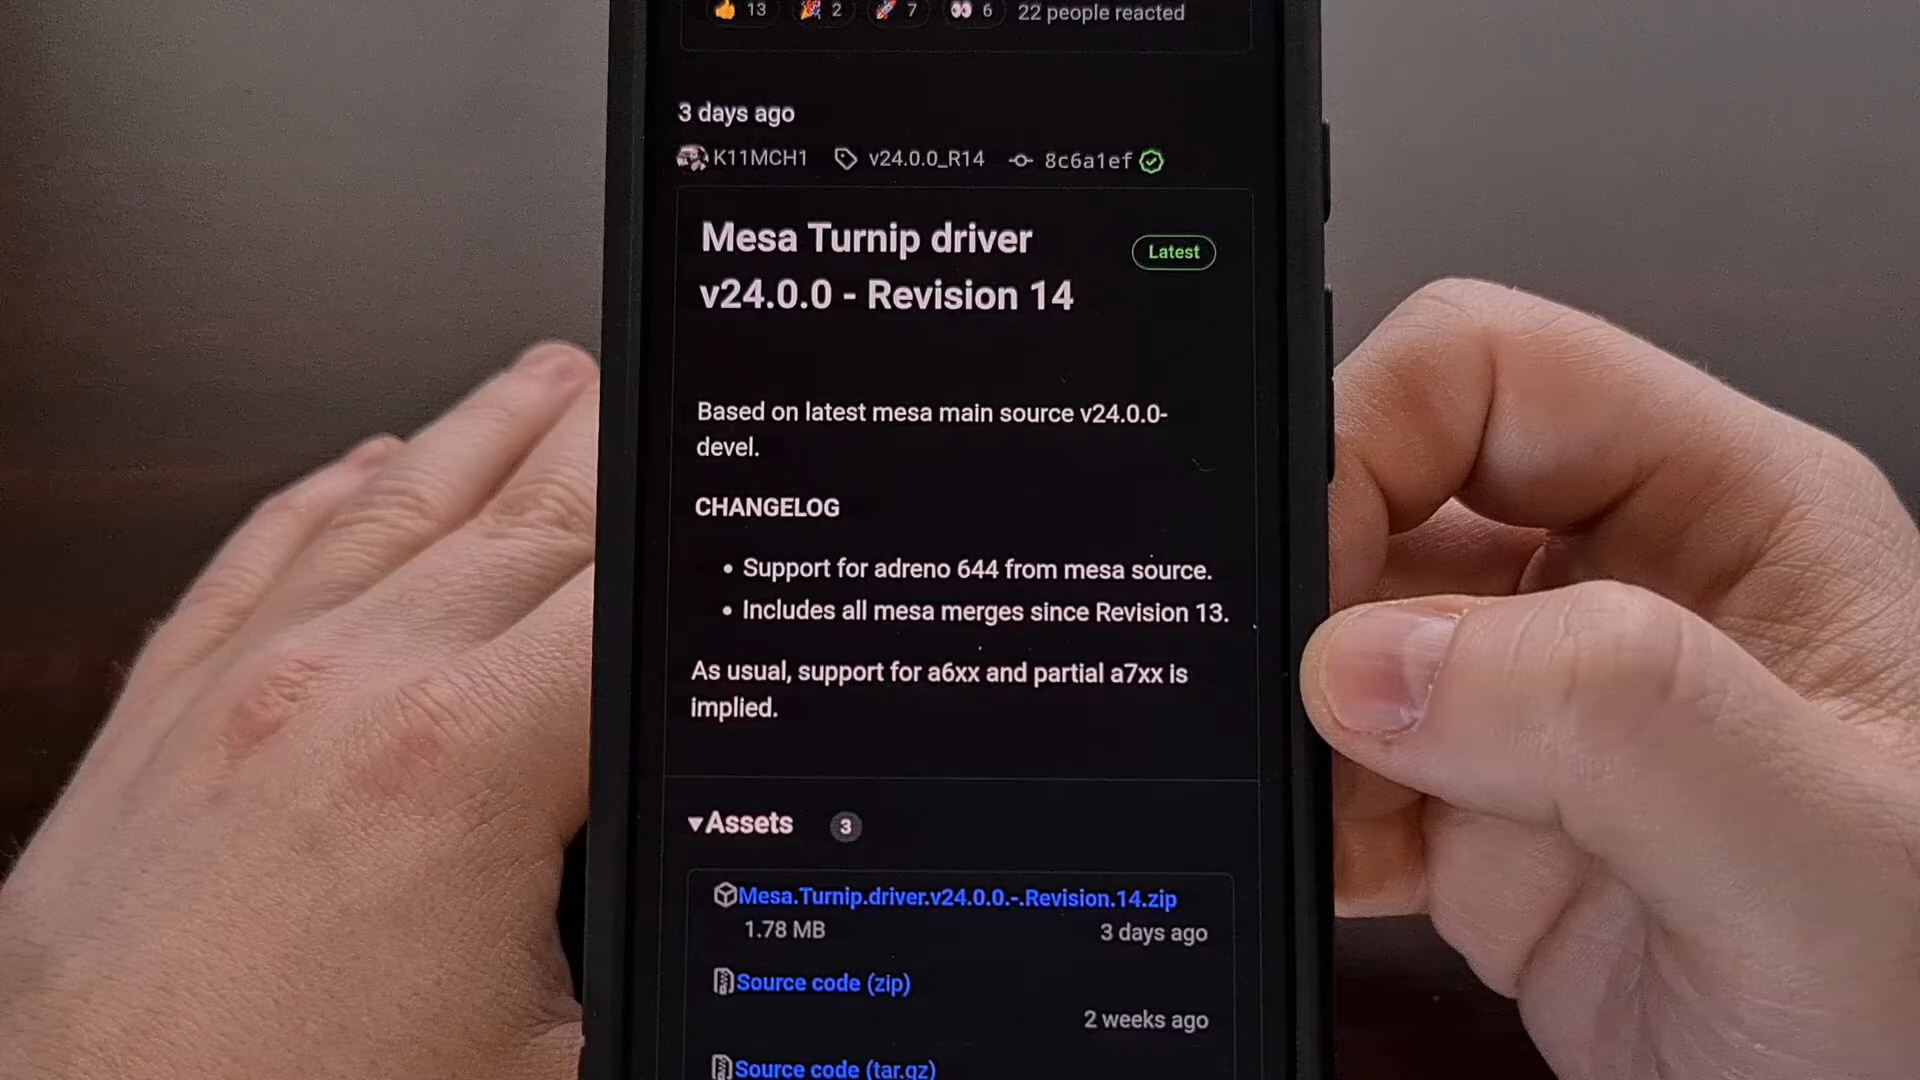 13 2 7 6 22 people reacted
3 days ago
K11MCH1 v24.0.0_R14 8c6a1ef
Mesa Turnip driver
v24.0.0 - Revision 14
Latest
Based on latest mesa main source v24.0.0-
devel.
CHANGELOG
• Support for adreno 644 from mesa source.
• Includes all mesa merges since Revision 13.
As usual, support for a6xx and partial a7xx is
implied.
▾Assets 3
Mesa.Turnip.driver.v24.0.0.-.Revision.14.zip
1.78 MB 3 days ago
Source code (zip)
2 weeks ago
Source code (tar.gz)